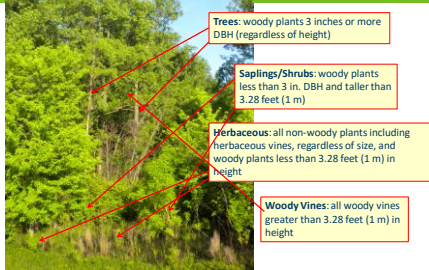 Trees: woody plants 3 inches or more
DBH (regardless of height)
Saplings/Shrubs: woody plants
less than 3 in. DBH and taller than
3.28 feet (1 m)
Herbaceous: all non-woody plants including
herbaceous vines, regardless of size, and
woody plants less than 3.28 feet (1 m) in
height
Woody Vines: all woody vines
greater than 3.28 feet (1 m) in
height